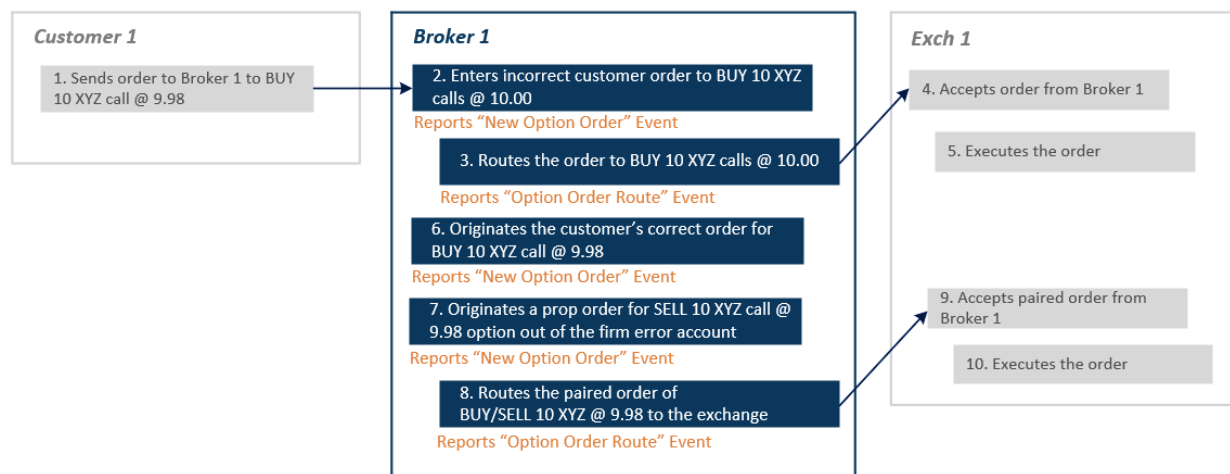 Customer 1
1. Sends order to Broker 1 to BUY
10 XYZ call @ 9.98
Broker 1
2. Enters incorrect customer order to BUY 10 XYZ
calls @ 10.00
Reports “New Option Order” Event
3. Routes the order to BUY 10 XYZ calls @ 10.00
Reports “Option Order Route” Event
6. Originates the customer’s correct order for
BUY 10 XYZ call @ 9.98
Reports “New Option Order” Event
7. Originates a prop order for SELL 10 XYZ call @
9.98 option out of the firm error account
Reports “New Option Order” Event
8. Routes the paired order of
BUY/SELL 10 XYZ @ 9.98 to the exchange
Reports “Option Order Route” Event
Exch 1
4. Accepts order from Broker 1
5. Executes the order
9. Accepts paired order from
Broker 1
10. Executes the order